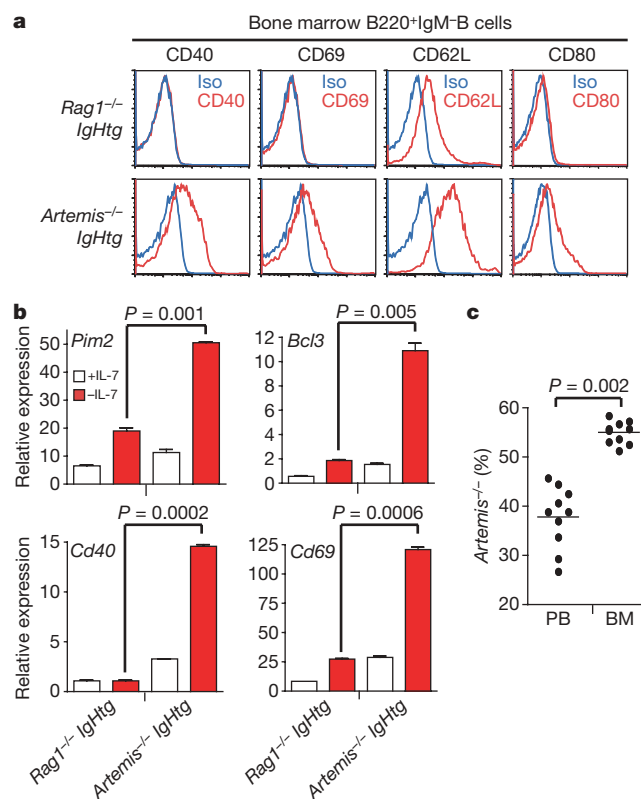 a
Bone marrow B220+IgM–B cells
CD40 CD69 CD62L CD80
Rag1–/– IgHtg
Iso CD40
Iso CD69
Iso CD62L
Iso CD80
Artemis–/– IgHtg
b
P = 0.001
Pim2
Relative expression
50
40
30
20
10
0
+IL-7
–IL-7
P = 0.005
Bcl3
12
10
8
6
4
2
0
P = 0.0002
Cd40
Relative expression
15
10
5
0
Rag1–/– IgHtg
Artemis–/– IgHtg
P = 0.0006
Cd69
125
100
75
50
25
0
Rag1–/– IgHtg
Artemis–/– IgHtg
c
P = 0.002
Artemis–/– (%)
60
50
40
30
20
PB BM